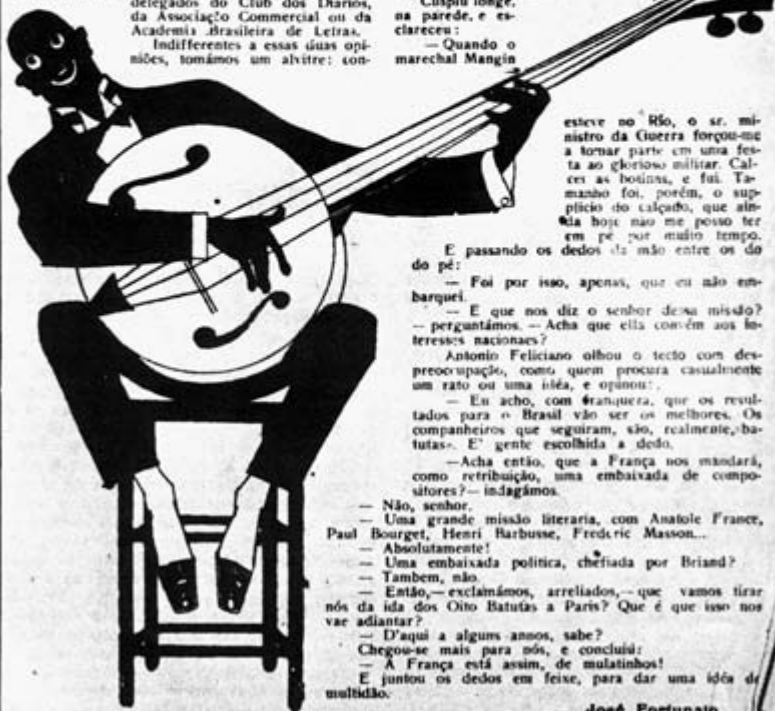 delegados do Club dos Diarios,
da Associação Commercial ou da
Academia Brasileira de Letras.
Indifferentes a essas duas opi-
niões, tomámos um alvitre: con-
Cuspiu longe,
na parede, e es-
clareceu:
— Quando o
marechal Mangin
esteve no Rio, o sr. mi-
nistro da Guerra forçou-me
a tomar parte em uma fes-
ta ao glorioso militar. Cal-
cei as botinas, e fui. Ta-
manho foi, porém, o sup-
plicio do calçado, que ain-
da hoje não me posso ter
em pé por muito tempo.
E passando os dedos da mão entre os do
do pé:
— Foi por isso, apenas, que eu não em-
barquei.
— E que nos diz o senhor dessa missão?
— perguntámos. — Acha que ella convém aos in-
teresses nacionaes?
Antonio Feliciano olhou o tecto com des-
preoccupação, como quem procura casualmente
um rato ou uma idéa, e opinou:
— Eu acho, com franqueza, que os resul-
tados para o Brasil vão ser os melhores. Os
companheiros que seguiram, são, realmente, «ba-
tutas». E' gente escolhida a dedo.
—Acha então, que a França nos mandará,
como retribuição, uma embaixada de compo-
sitores? — indagámos.
— Não, senhor.
— Uma grande missão literaria, com Anatole France,
Paul Bourget, Henri Barbusse, Frederic Masson...
— Absolutamente!
— Uma embaixada politica, chefiada por Briand?
— Tambem, não.
— Então, — exclamámos, arreliados, — que vamos tirar
nós da ida dos Oito Batutas a Paris? Que é que isso nos
vae adiantar?
— D'aqui a alguns annos, sabe?
Chegou-se mais para nós, e concluiu:
— A França está assim, de mulatinhos!
E juntou os dedos em feixe, para dar uma idéa de
multidão.
José Fortunato